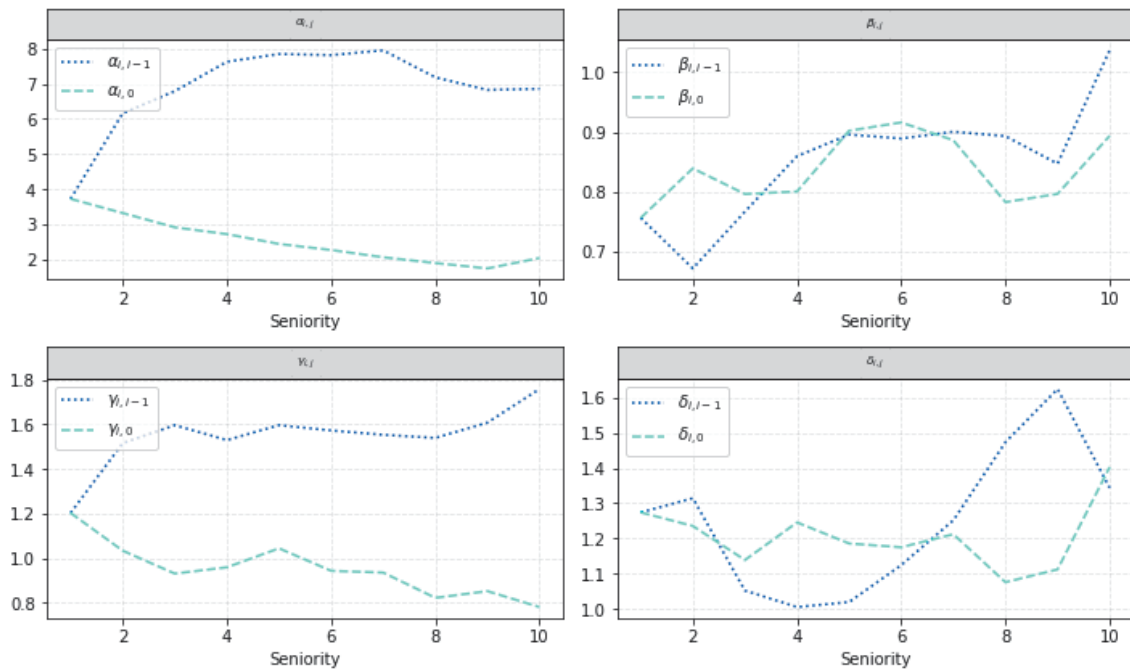 α_{i,j}
8
7
6
5
4
3
2
α_{i,i−1}
α_{i,0}
2 4 6 8 10
Seniority
β_{i,j}
1.0
0.9
0.8
0.7
β_{i,i−1}
β_{i,0}
2 4 6 8 10
Seniority
γ_{i,j}
1.8
1.6
1.4
1.2
1.0
0.8
γ_{i,i−1}
γ_{i,0}
2 4 6 8 10
Seniority
δ_{i,j}
1.6
1.5
1.4
1.3
1.2
1.1
1.0
δ_{i,i−1}
δ_{i,0}
2 4 6 8 10
Seniority